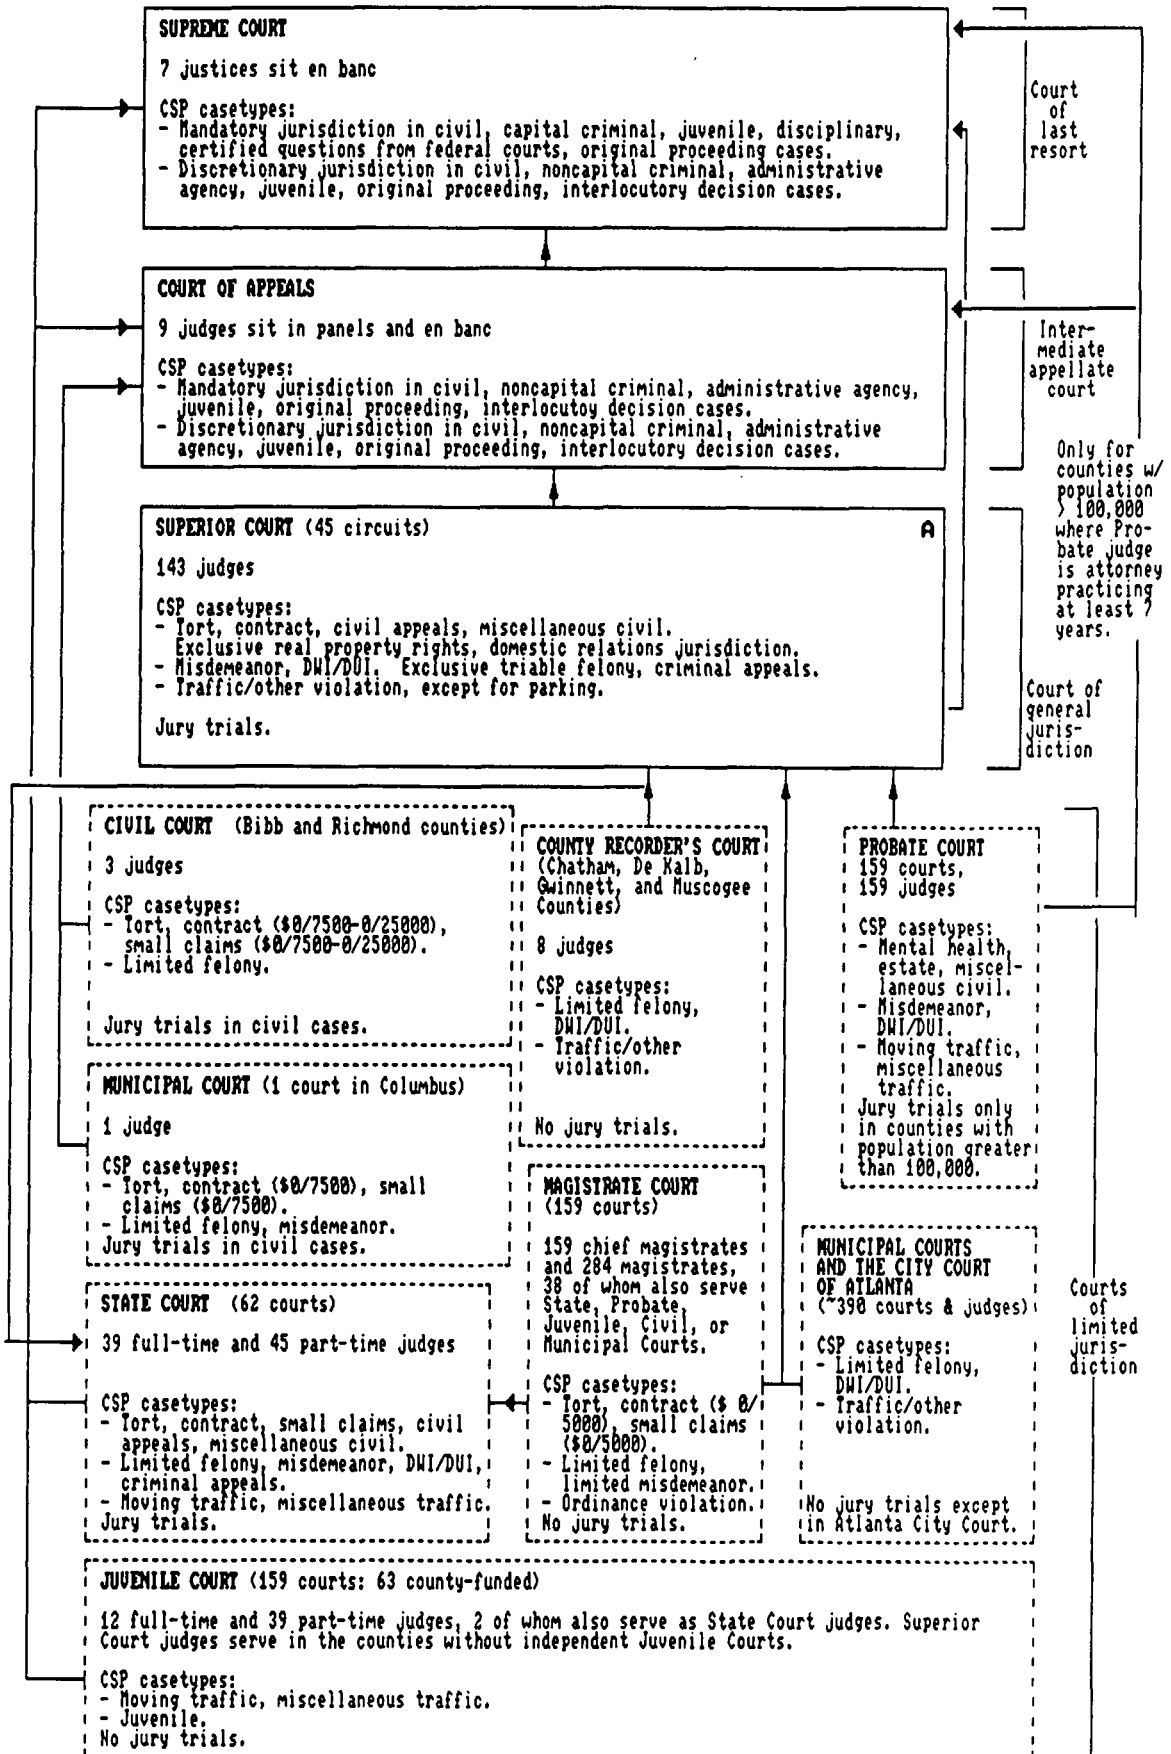 SUPREME COURT
7 justices sit en banc
CSP casetypes:
- Mandatory jurisdiction in civil, capital criminal, juvenile, disciplinary,
certified questions from federal courts, original proceeding cases.
- Discretionary jurisdiction in civil, noncapital criminal, administrative
agency, juvenile, original proceeding, interlocutory decision cases.
Court
of
last
resort
COURT OF APPEALS
9 judges sit in panels and en banc
CSP casetypes:
- Mandatory jurisdiction in civil, noncapital criminal, administrative agency,
juvenile, original proceeding, interlocutoy decision cases.
- Discretionary jurisdiction in civil, noncapital criminal, administrative
agency, juvenile, original proceeding, interlocutory decision cases.
Inter-
mediate
appellate
court
Only for
counties w/
population
> 100,000
where Pro-
bate judge
is attorney
practicing
at least 7
years.
SUPERIOR COURT (45 circuits)
A
143 judges
CSP casetypes:
- Tort, contract, civil appeals, miscellaneous civil.
Exclusive real property rights, domestic relations jurisdiction.
- Misdemeanor, DWI/DUI. Exclusive triable felony, criminal appeals.
- Traffic/other violation, except for parking.
Jury trials.
Court of
general
juris-
diction
CIVIL COURT (Bibb and Richmond counties)
3 judges
CSP casetypes:
- Tort, contract ($0/7500-0/25000),
small claims ($0/7500-0/25000).
- Limited felony.
Jury trials in civil cases.
COUNTY RECORDER'S COURT
(Chatham, De Kalb,
Gwinnett, and Muscogee
Counties)
8 judges
CSP casetypes:
- Limited felony,
DWI/DUI.
- Traffic/other
violation.
No jury trials.
PROBATE COURT
159 courts,
159 judges
CSP casetypes:
- Mental health,
estate, miscel-
laneous civil.
- Misdemeanor,
DWI/DUI.
- Moving traffic,
miscellaneous
traffic.
Jury trials only
in counties with
population greater
than 100,000.
MUNICIPAL COURT (1 court in Columbus)
1 judge
CSP casetypes:
- Tort, contract ($0/7500), small
claims ($0/7500).
- Limited felony, misdemeanor.
Jury trials in civil cases.
MAGISTRATE COURT
(159 courts)
159 chief magistrates
and 284 magistrates,
38 of whom also serve
State, Probate,
Juvenile, Civil, or
Municipal Courts.
CSP casetypes:
- Tort, contract ($ 0/
5000), small claims
($0/5000).
- Limited felony,
limited misdemeanor.
- Ordinance violation.
No jury trials.
MUNICIPAL COURTS
AND THE CITY COURT
OF ATLANTA
(~390 courts & judges)
CSP casetypes:
- Limited felony,
DWI/DUI.
- Traffic/other
violation.
No jury trials except
in Atlanta City Court.
Courts
of
limited
juris-
diction
STATE COURT (62 courts)
39 full-time and 45 part-time judges
CSP casetypes:
- Tort, contract, small claims, civil
appeals, miscellaneous civil.
- Limited felony, misdemeanor, DWI/DUI,
criminal appeals.
- Moving traffic, miscellaneous traffic.
Jury trials.
JUVENILE COURT (159 courts: 63 county-funded)
12 full-time and 39 part-time judges, 2 of whom also serve as State Court judges. Superior
Court judges serve in the counties without independent Juvenile Courts.
CSP casetypes:
- Moving traffic, miscellaneous traffic.
- Juvenile.
No jury trials.